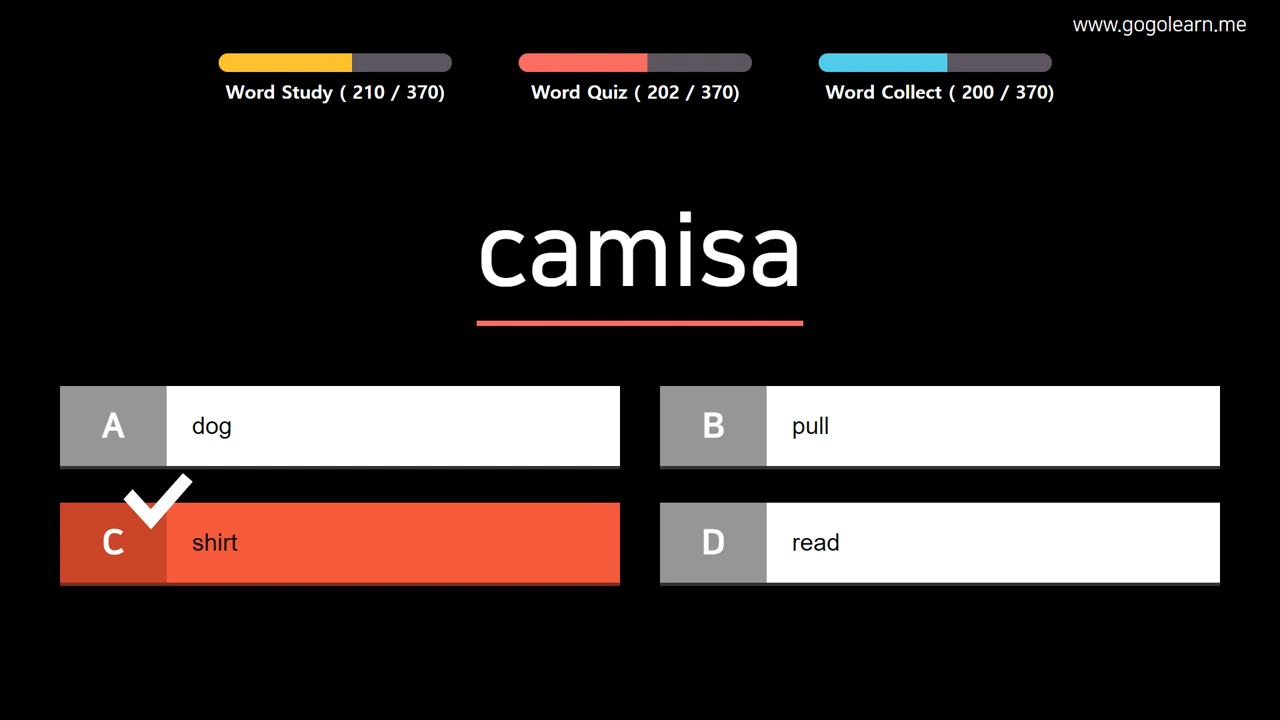 www.gogolearn.me
Word Study ( 210 / 370)
Word Quiz ( 202 / 370)
Word Collect ( 200 / 370)
camisa
A dog
B pull
C shirt
D read